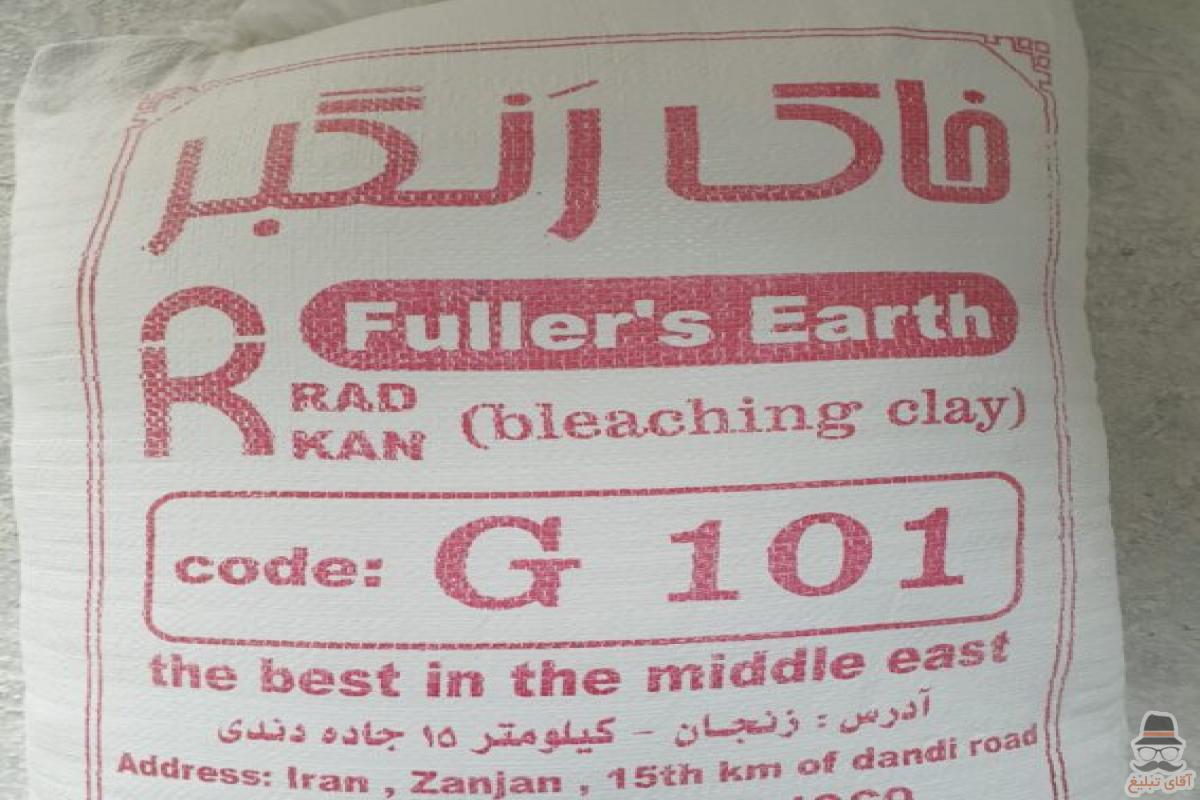 خاک رَنگبر
R
Fuller's Earth
RAD
KAN
(bleaching clay)
code: G 101
the best in the middle east
آدرس : زنجان - کیلومتر ۱۵ جاده دندی
Address: Iran , Zanjan , 15th km of dandi road
آقای تبلیغ